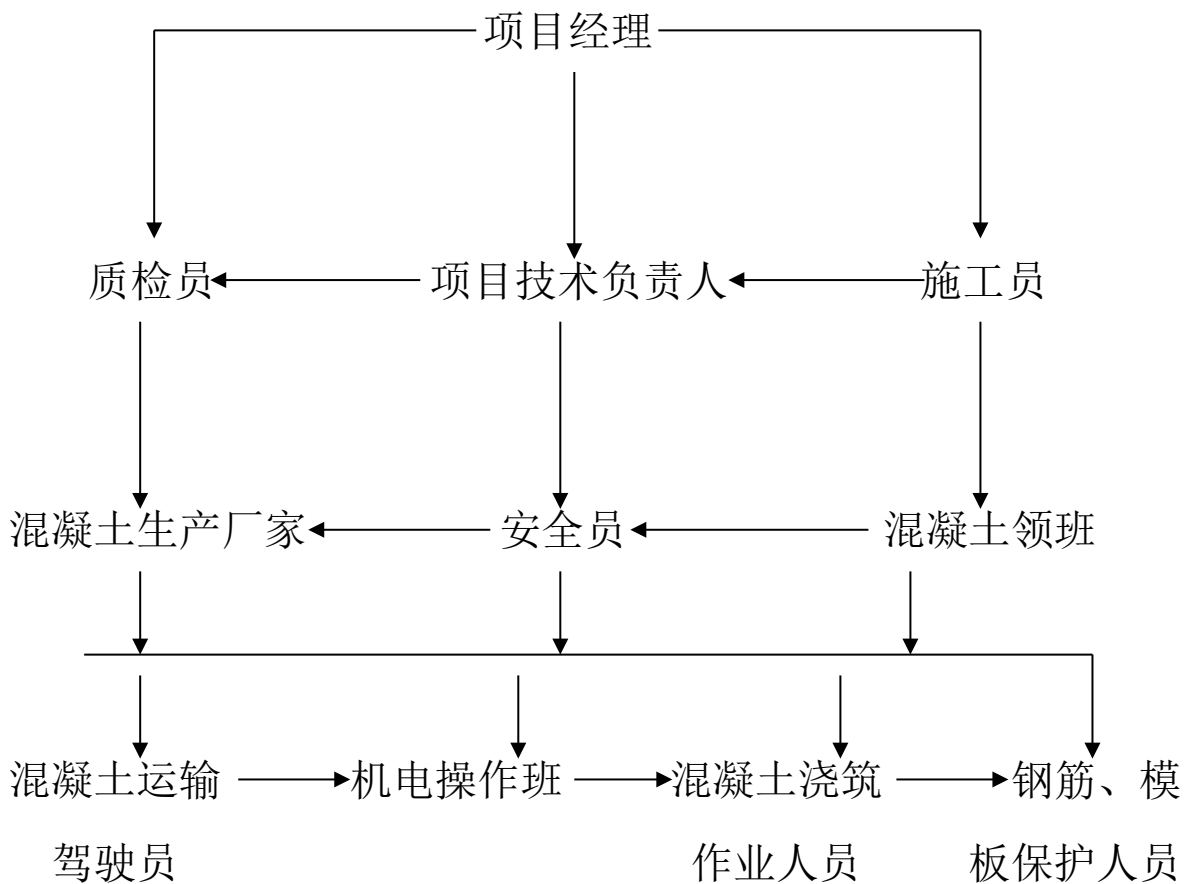 项目经理
质检员 项目技术负责人 施工员
混凝土生产厂家 安全员 混凝土领班
混凝土运输 机电操作班 混凝土浇筑 钢筋、模
驾驶员 作业人员 板保护人员